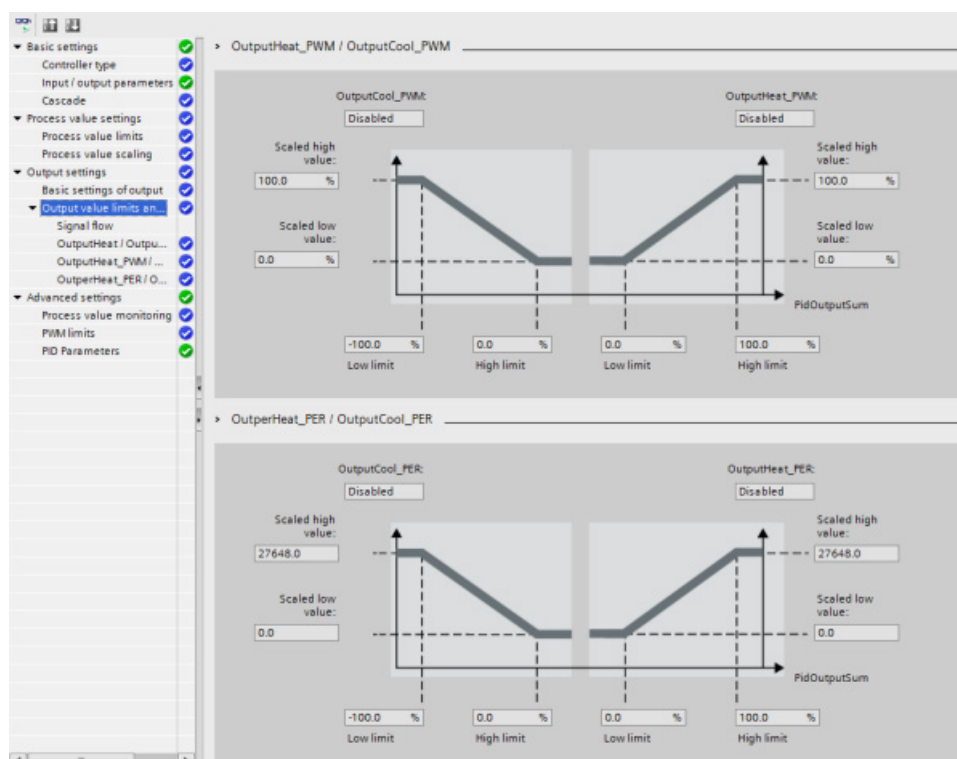 Basic settings
Controller type
Input / output parameters
Cascade
Process value settings
Process value limits
Process value scaling
Output settings
Basic settings of output
Output value limits an...
Signal flow
OutputHeat / Outpu...
OutputHeat_PWM / ...
OutperHeat_PER / O...
Advanced settings
Process value monitoring
PWM limits
PID Parameters
OutputHeat_PWM / OutputCool_PWM
OutputCool_PWM:
Disabled
OutputHeat_PWM:
Disabled
Scaled high
value:
100.0 %
Scaled high
value:
100.0 %
Scaled low
value:
0.0 %
Scaled low
value:
0.0 %
PidOutputSum
-100.0 %
0.0 %
0.0 %
100.0 %
Low limit
High limit
Low limit
High limit
OutperHeat_PER / OutputCool_PER
OutputCool_PER:
Disabled
OutputHeat_PER:
Disabled
Scaled high
value:
27648.0
Scaled high
value:
27648.0
Scaled low
value:
0.0
Scaled low
value:
0.0
PidOutputSum
-100.0 %
0.0 %
0.0 %
100.0 %
Low limit
High limit
Low limit
High limit